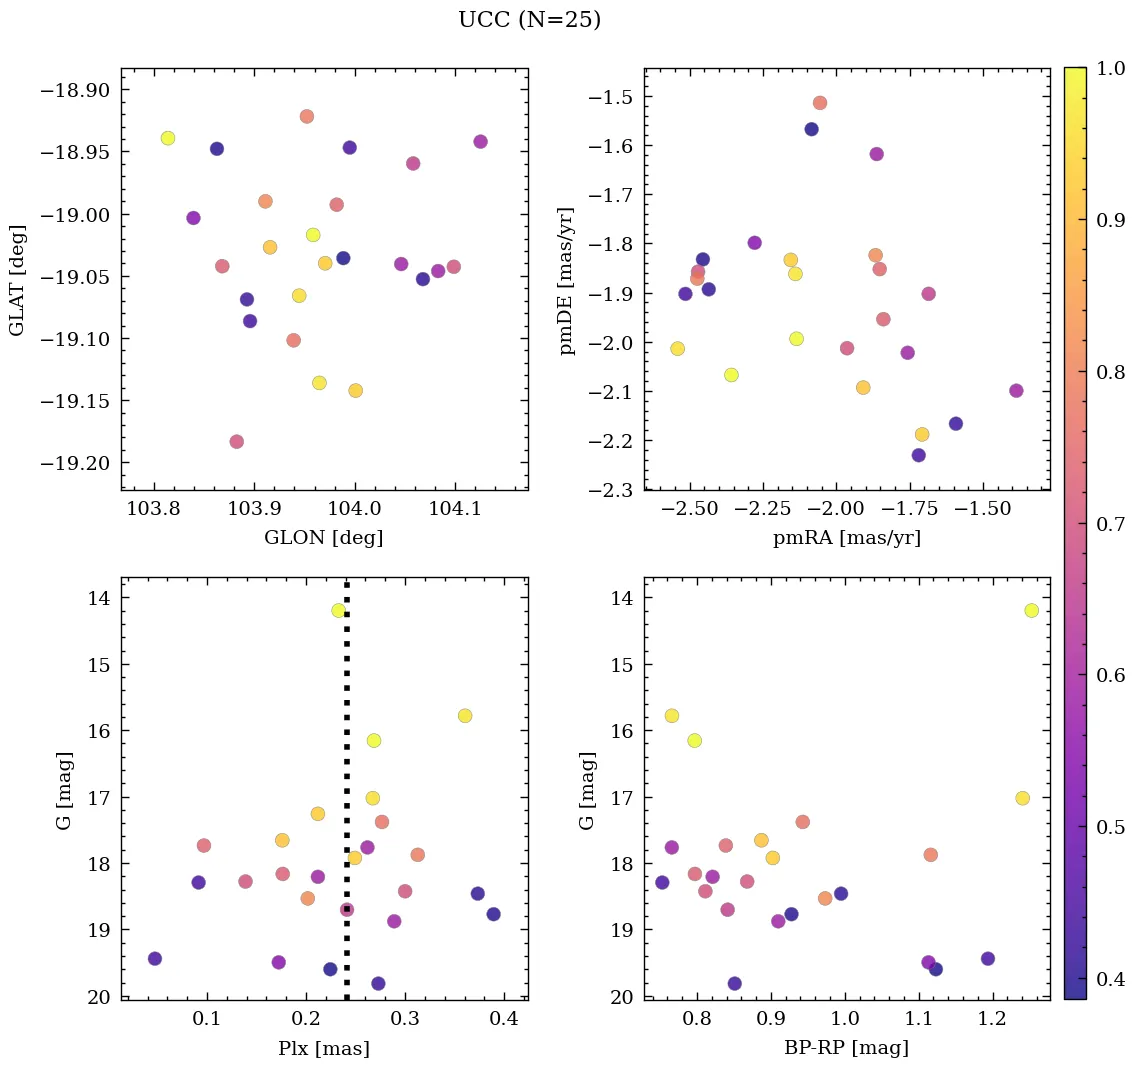 UCC (N=25)
−18.90
−18.95
−19.00
−19.05
−19.10
−19.15
−19.20
GLAT [deg]
103.8 103.9 104.0 104.1
GLON [deg]
−1.5
−1.6
−1.7
−1.8
−1.9
−2.0
−2.1
−2.2
−2.3
pmDE [mas/yr]
−2.50 −2.25 −2.00 −1.75 −1.50
pmRA [mas/yr]
14
15
16
17
18
19
20
G [mag]
0.1 0.2 0.3 0.4
Plx [mas]
14
15
16
17
18
19
20
G [mag]
0.8 0.9 1.0 1.1 1.2
BP-RP [mag]
1.0
0.9
0.8
0.7
0.6
0.5
0.4